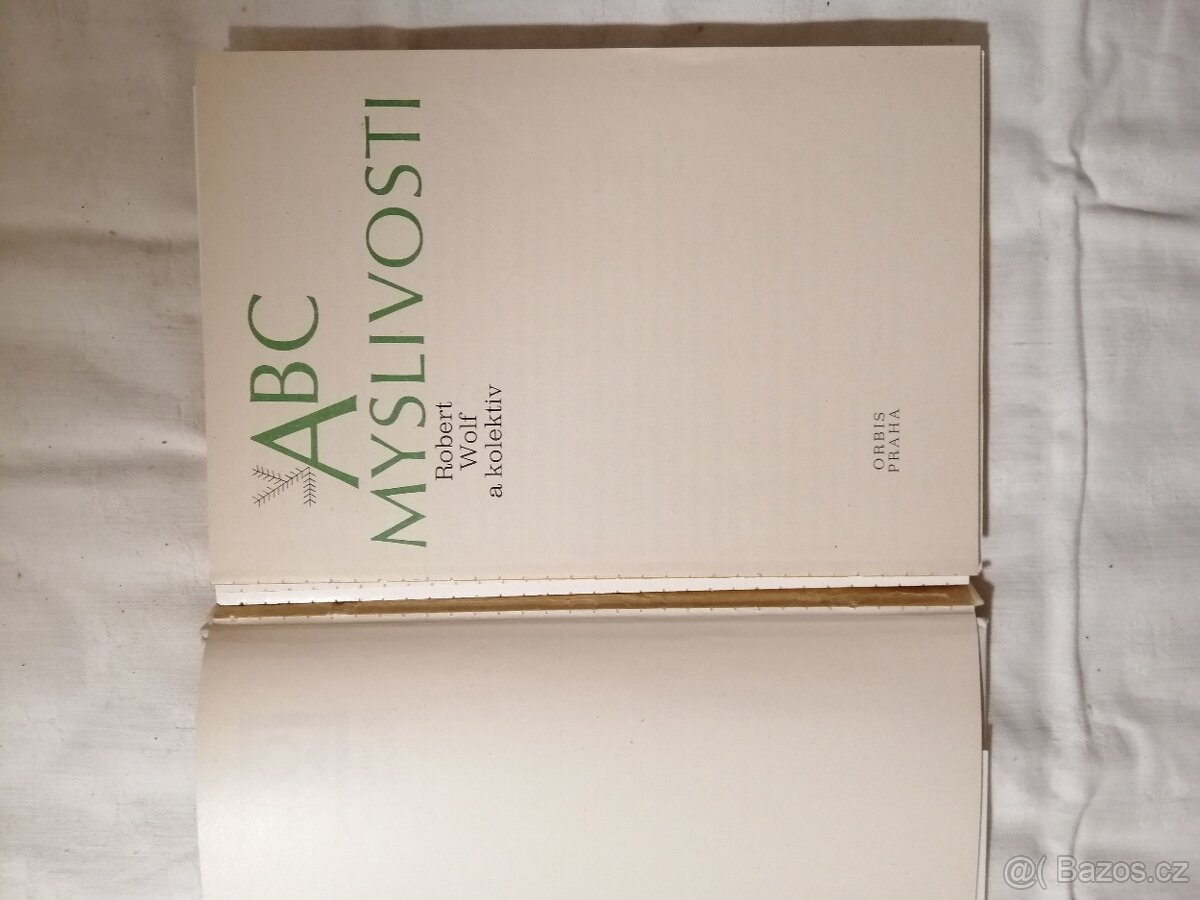 ABC
MYSLIVOSTI
Robert
Wolf
a kolektiv
ORBIS
PRAHA
@( Bazos.cz